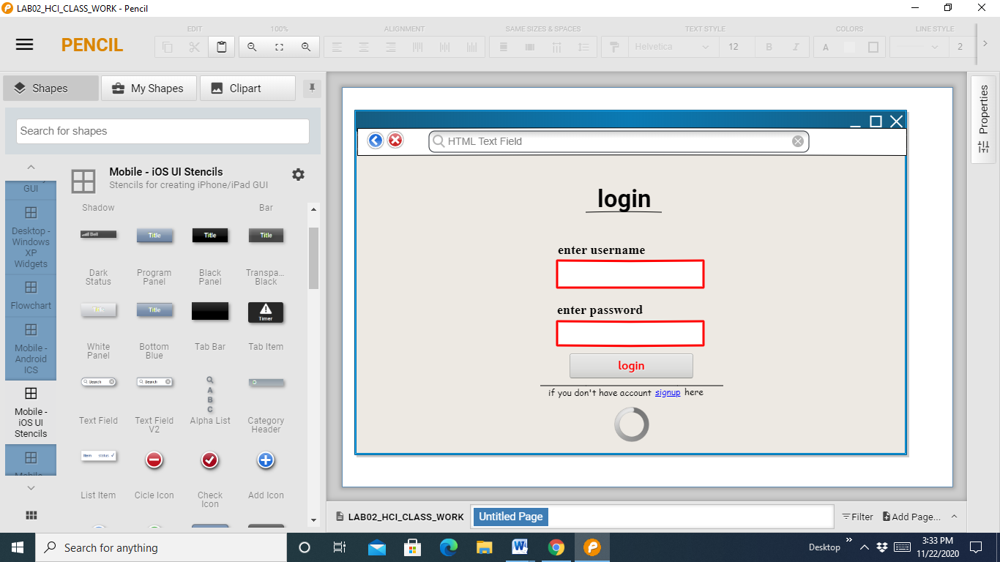 LAB02_HCI_CLASS_WORK - Pencil
EDIT 100% ALIGNMENT SAME SIZES & SPACES TEXT STYLE COLORS LINE STYLE
PENCIL
Helvetica 12 B I A 2
Shapes My Shapes Clipart
Search for shapes
GUI
Desktop -
Windows
XP
Widgets
Flowchart
Mobile -
Android
ICS
Mobile -
iOS UI
Stencils
Mobile -
Mobile - iOS UI Stencils
Stencils for creating iPhone/iPad GUI
Shadow Bar
Bell Title Title Title
Dark
Status
Program
Panel
Black
Panel
Transpa...
Black
Title Title Timer
White
Panel
Bottom
Blue
Tab Bar
Tab Item
Search Search A B C D
Text Field
Text Field
V2
Alpha List
Category
Header
Item status
List Item
Cicle Icon
Check
Icon
Add Icon
HTML Text Field
login
enter username
enter password
login
if you don't have account signup here
Properties
LAB02_HCI_CLASS_WORK Untitled Page Filter Add Page...
Search for anything
W
Desktop
3:33 PM
11/22/2020